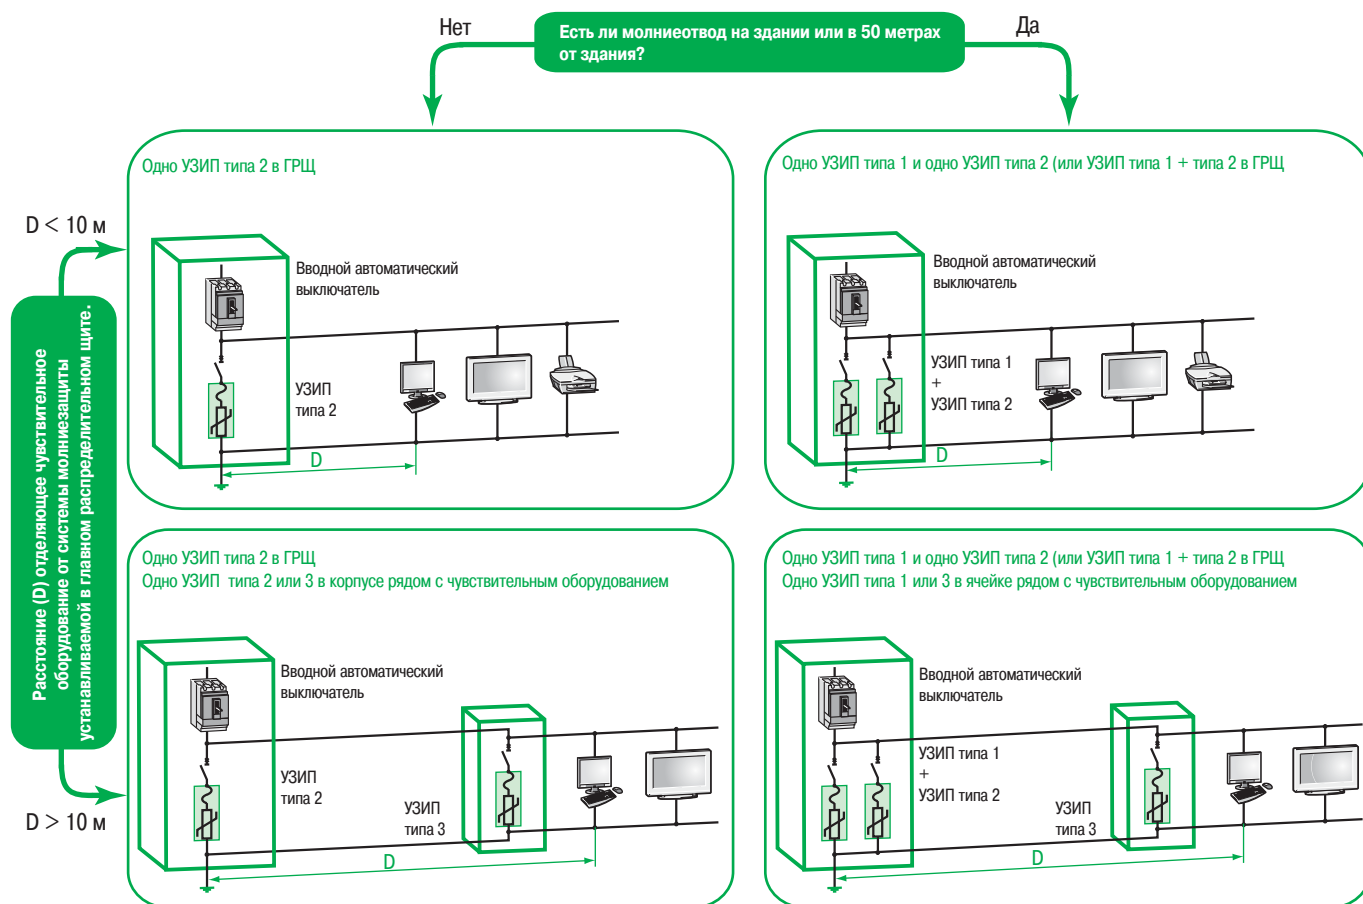 Нет
Есть ли молниеотвод на здании или в 50 метрах
от здания?
Да
Расстояние (D) отделяющее чувствительное
оборудование от системы молниезащиты
устанавливаемой в главном распределительном щите.
D < 10 м
Одно УЗИП типа 2 в ГРЩ
Вводной автоматический
выключатель
УЗИП
типа 2
D
Одно УЗИП типа 1 и одно УЗИП типа 2 (или УЗИП типа 1 + типа 2 в ГРЩ
Вводной автоматический
выключатель
УЗИП типа 1
+
УЗИП типа 2
D
D > 10 м
Одно УЗИП типа 2 в ГРЩ
Одно УЗИП типа 2 или 3 в корпусе рядом с чувствительным оборудованием
Вводной автоматический
выключатель
УЗИП
типа 2
УЗИП
типа 3
D
Одно УЗИП типа 1 и одно УЗИП типа 2 (или УЗИП типа 1 + типа 2 в ГРЩ
Одно УЗИП типа 1 или 3 в ячейке рядом с чувствительным оборудованием
Вводной автоматический
выключатель
УЗИП типа 1
+
УЗИП типа 2
УЗИП
типа 3
D